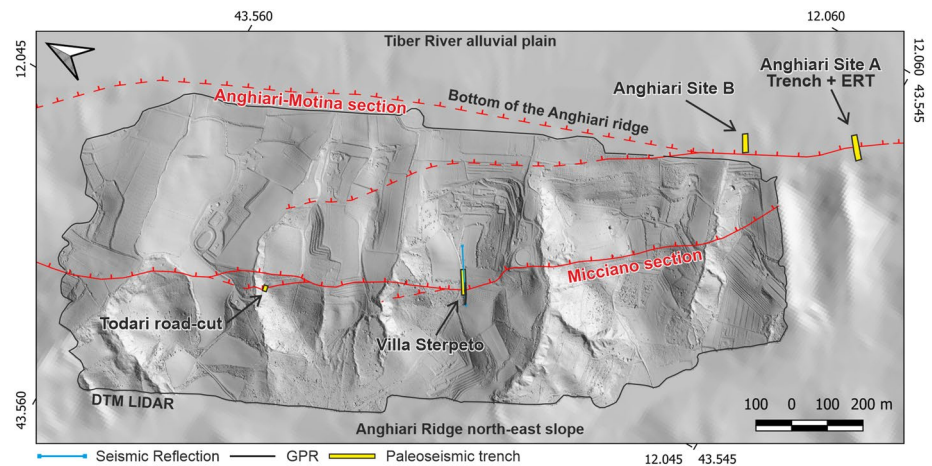 43.560
12.060
12.045
Tiber River alluvial plain
12.060
43.545
Anghiari Site A
Trench + ERT
Anghiari Site B
Anghiari-Motina section
Bottom of the Anghiari ridge
Micciano section
Todari road-cut
Villa Sterpeto
DTM LIDAR
43.560
100 0 100 200 m
Anghiari Ridge north-east slope
Seismic Reflection GPR Paleoseismic trench
12.045 43.545